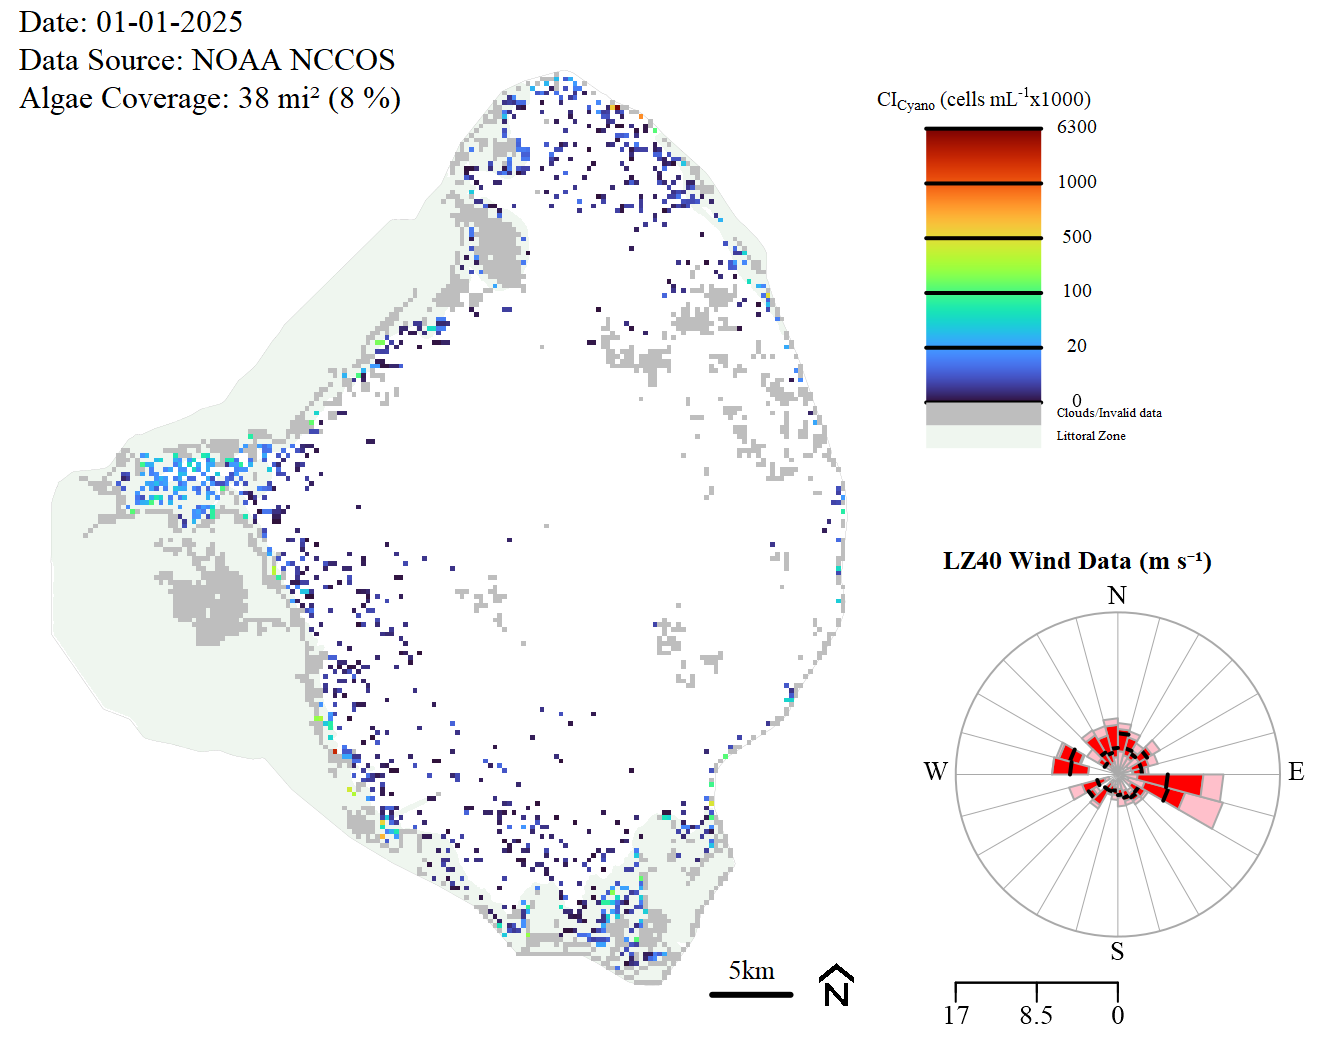 Date: 01-01-2025
Data Source: NOAA NCCOS
Algae Coverage: 38 mi² (8 %)
CICyano (cells mL⁻¹x1000)
6300
1000
500
100
20
0
Clouds/Invalid data
Littoral Zone
LZ40 Wind Data (m s⁻¹)
N
W
E
S
5km
N
17
8.5
0